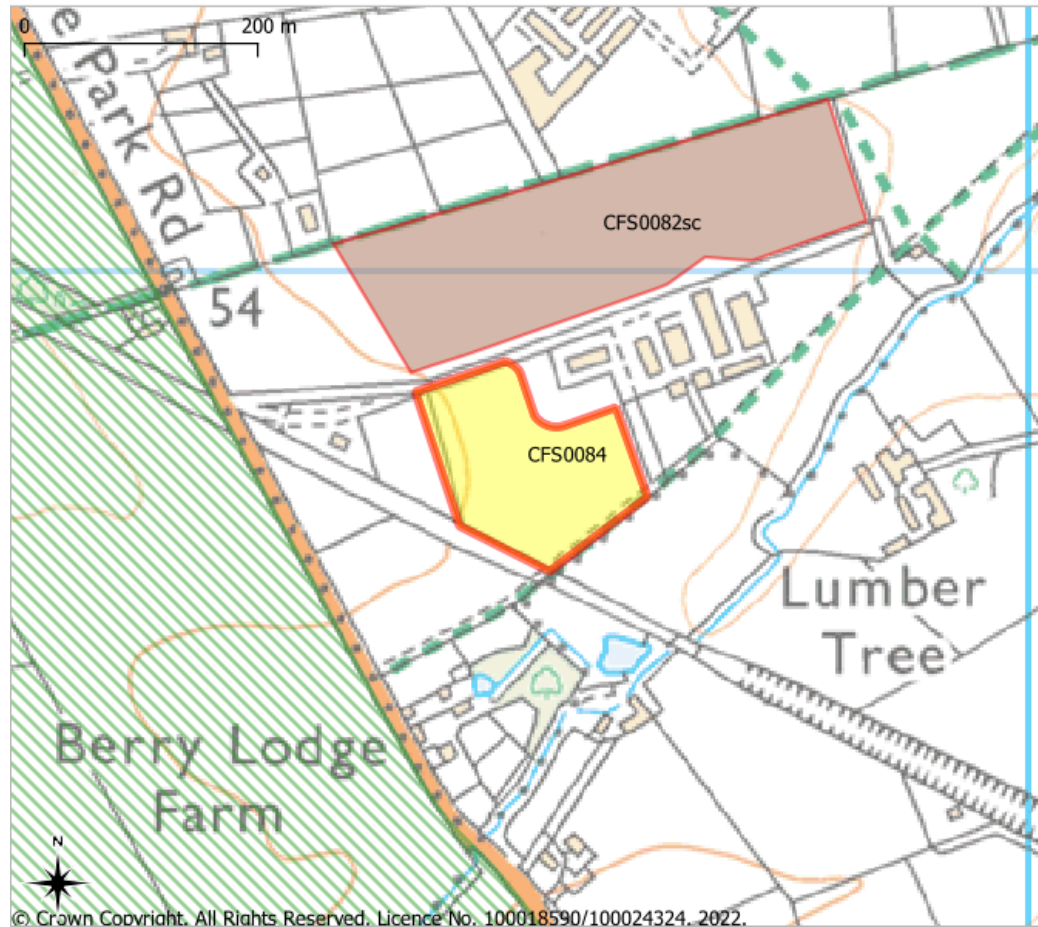 0 200 m
e Park Rd
CFS0082sc
54
CFS0084
Lumber
Tree
Berry Lodge
Farm
N
© Crown Copyright. All Rights Reserved. Licence No. 100018590/100024324. 2022.